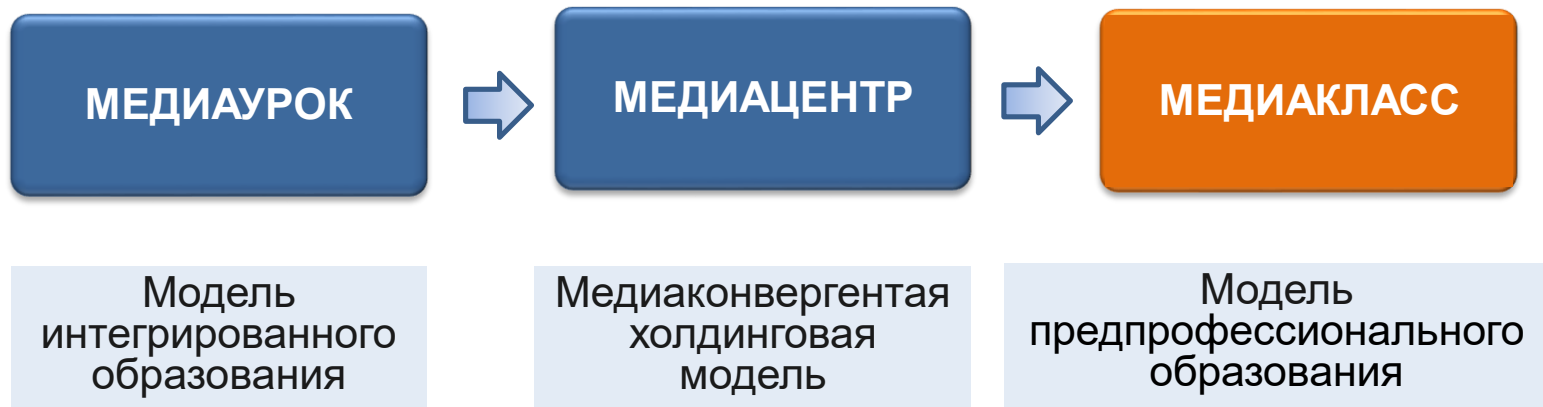 МЕДИАУРОК
МЕДИАЦЕНТР
МЕДИАКЛАСС
Модель
интегрированного
образования
Медиаконвергентая
холдинговая
модель
Модель
предпрофессионального
образования